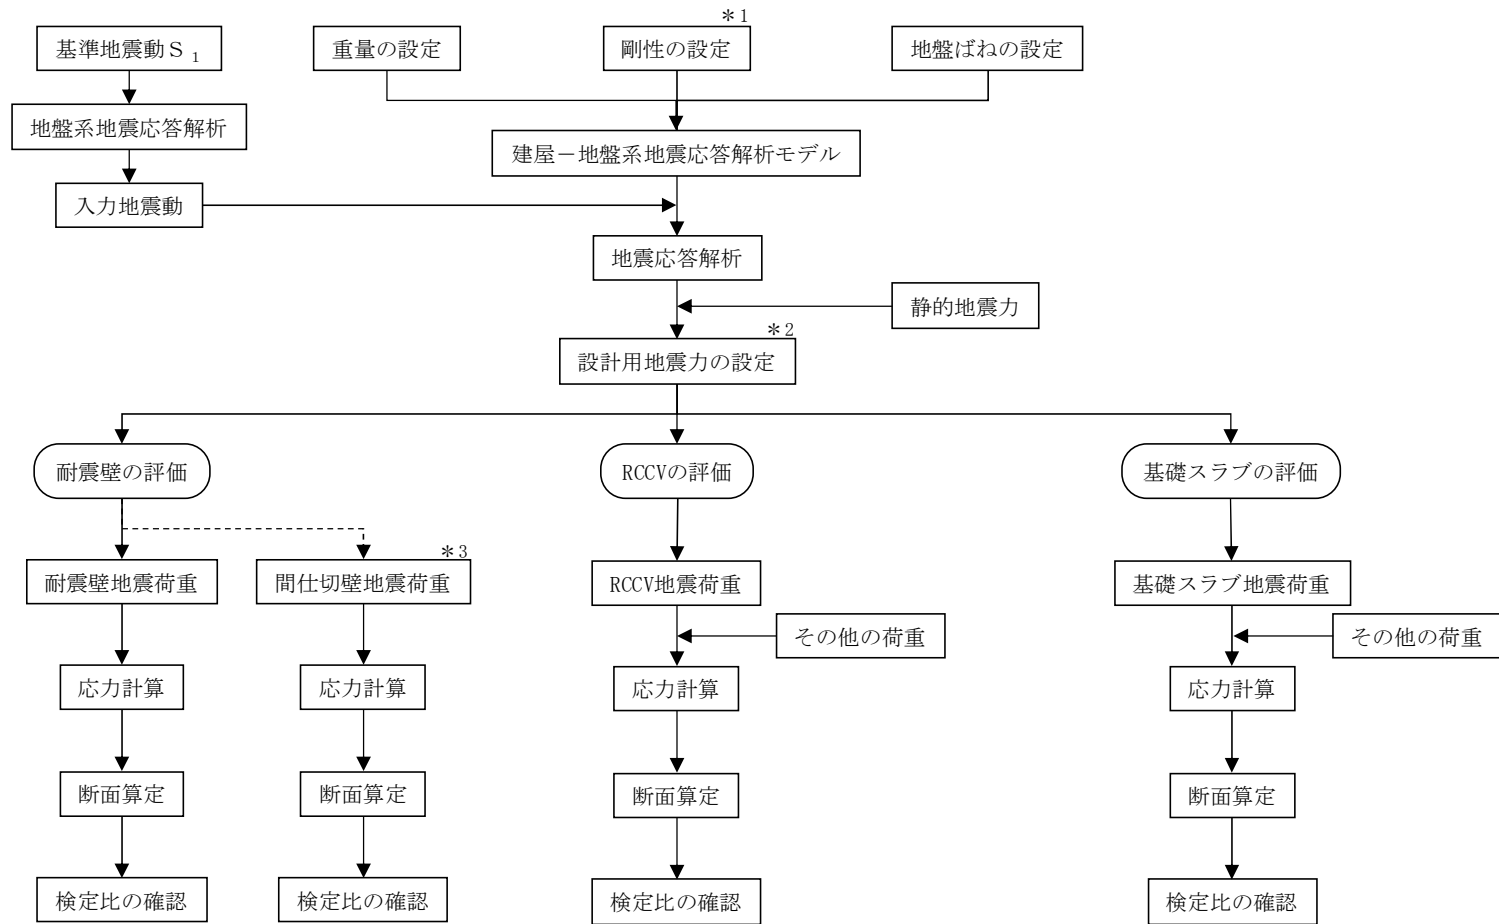 ＊1
基準地震動Ｓ₁
重量の設定
剛性の設定
地盤ばねの設定
地盤系地震応答解析
建屋－地盤系地震応答解析モデル
入力地震動
地震応答解析
静的地震力
＊2
設計用地震力の設定
耐震壁の評価
RCCVの評価
基礎スラブの評価
＊3
耐震壁地震荷重
間仕切壁地震荷重
RCCV地震荷重
基礎スラブ地震荷重
その他の荷重
その他の荷重
応力計算
応力計算
応力計算
応力計算
断面算定
断面算定
断面算定
断面算定
検定比の確認
検定比の確認
検定比の確認
検定比の確認